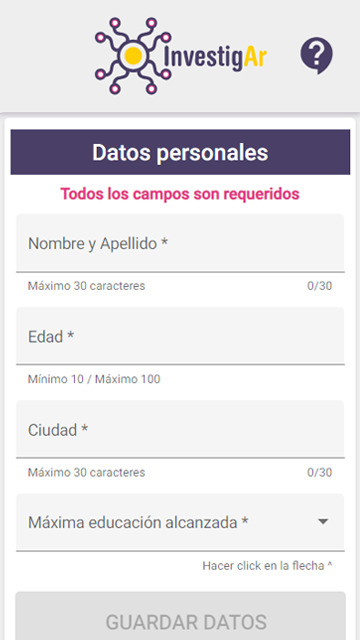 InvestigAr
Datos personales
Todos los campos son requeridos
Nombre y Apellido *
Máximo 30 caracteres 0/30
Edad *
Mínimo 10 / Máximo 100
Ciudad *
Máximo 30 caracteres 0/30
Máxima educación alcanzada *
Hacer click en la flecha ^
GUARDAR DATOS